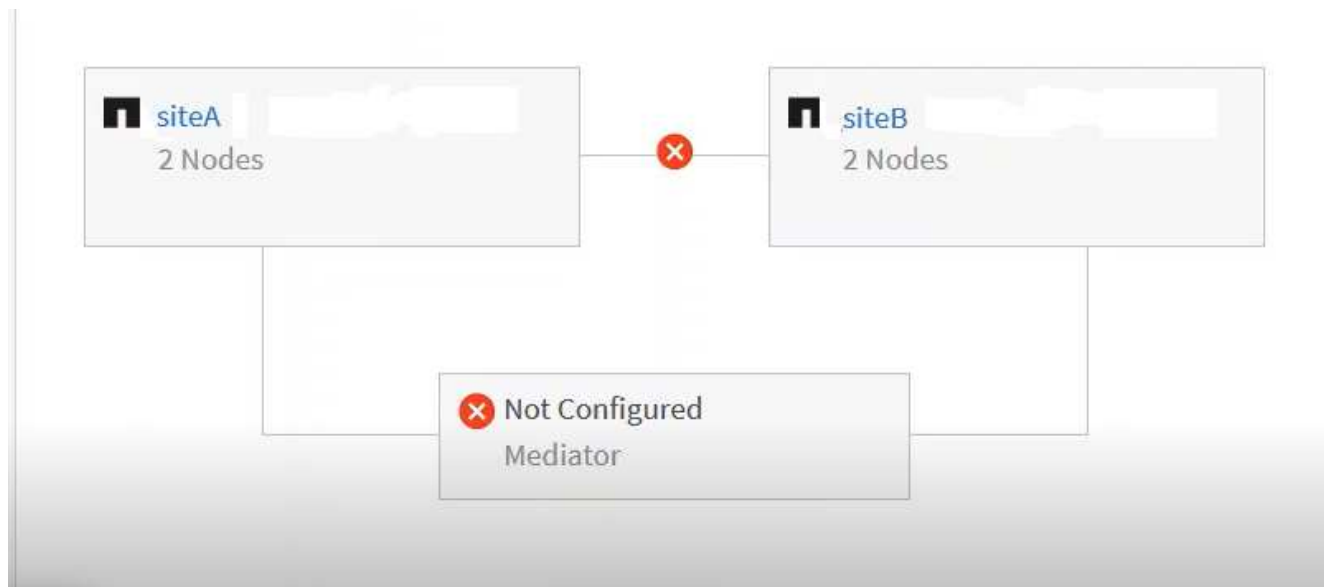 siteA
2 Nodes
siteB
2 Nodes
Not Configured
Mediator